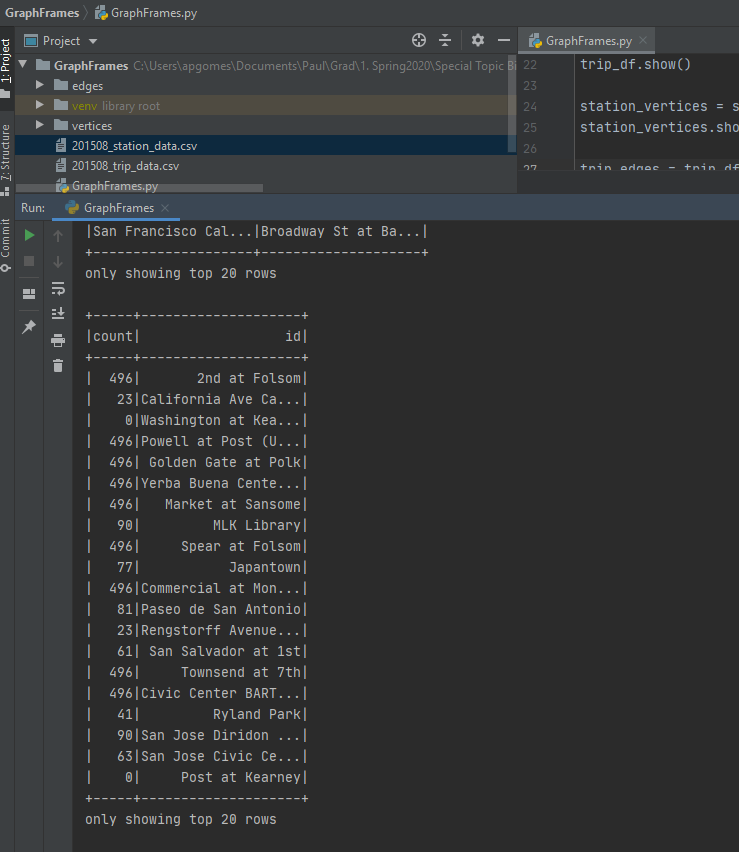 GraphFrames GraphFrames.py
Project
GraphFrames.py
1: Project
7: Structure
Commit
GraphFrames C:\Users\apgomes\Documents\Paul\Grad\1. Spring2020\Special Topic Bi
edges
venv library root
vertices
201508_station_data.csv
201508_trip_data.csv
GraphFrames.py
22 trip_df.show()
23
24 station_vertices = s
25 station_vertices.sho
26
27 trip_edges = trip_df
Run: GraphFrames
|San Francisco Cal...|Broadway St at Ba...|
+--------------------+--------------------+
only showing top 20 rows
+-----+--------------------+
|count|                  id|
+-----+--------------------+
|  496|       2nd at Folsom|
|   23|California Ave Ca...|
|    0|Washington at Kea...|
|  496|Powell at Post (U...|
|  496| Golden Gate at Polk|
|  496|Yerba Buena Cente...|
|  496|   Market at Sansome|
|   90|         MLK Library|
|  496|     Spear at Folsom|
|   77|           Japantown|
|  496|Commercial at Mon...|
|   81|Paseo de San Antonio|
|   23|Rengstorff Avenue...|
|   61| San Salvador at 1st|
|  496|     Townsend at 7th|
|  496|Civic Center BART...|
|   41|         Ryland Park|
|   90|San Jose Diridon ...|
|   63|San Jose Civic Ce...|
|    0|     Post at Kearney|
+-----+--------------------+
only showing top 20 rows